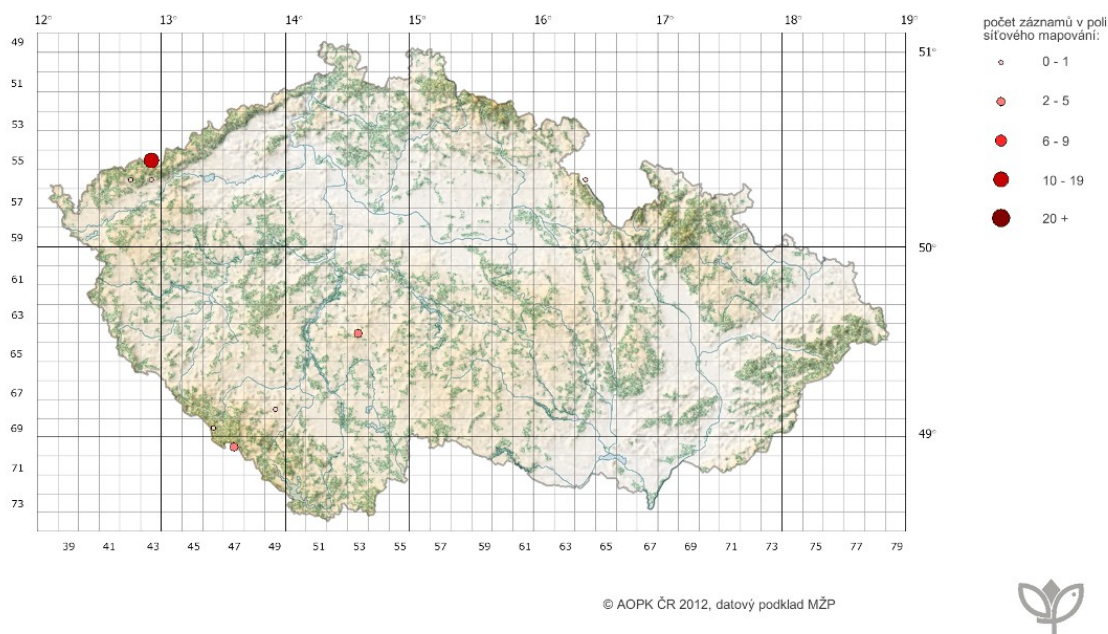 12° 13° 14° 15° 16° 17° 18° 19°
počet záznamů v poli
síťového mapování:
0 - 1
2 - 5
6 - 9
10 - 19
20 +
49
51
53
55
57
59
61
63
65
67
69
71
73
51°
50°
49°
39 41 43 45 47 49 51 53 55 57 59 61 63 65 67 69 71 73 75 77 79
© AOPK ČR 2012, datový podklad MŽP